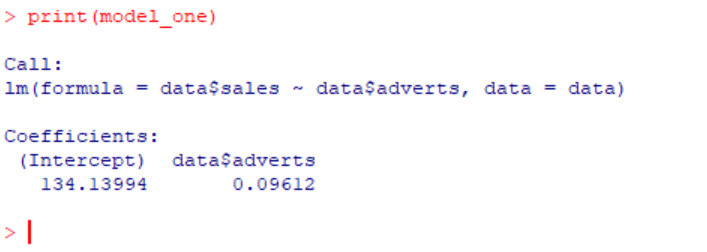 > print(model_one)
Call:
lm(formula = data$sales ~ data$adverts, data = data)
Coefficients:
(Intercept) data$adverts
134.13994 0.09612
>